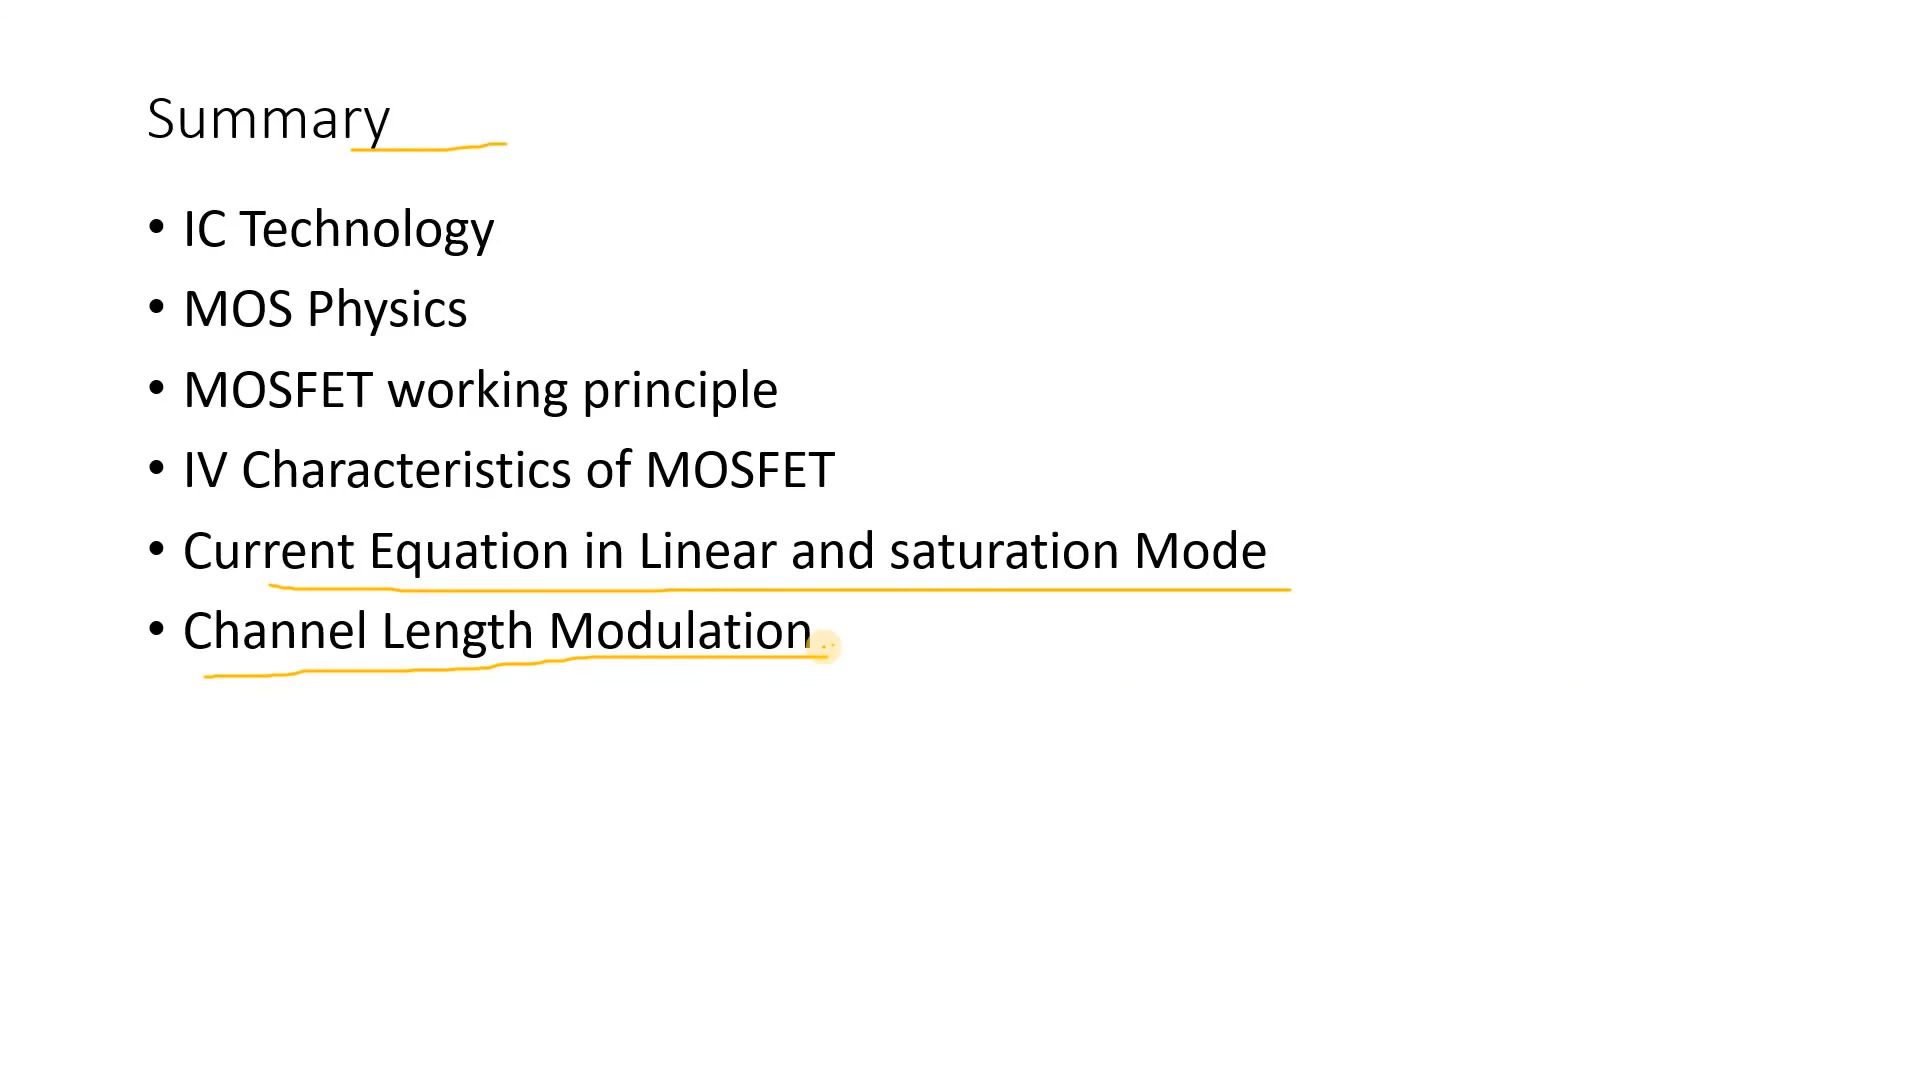 Summary
• IC Technology
• MOS Physics
• MOSFET working principle
• IV Characteristics of MOSFET
• Current Equation in Linear and saturation Mode
• Channel Length Modulation